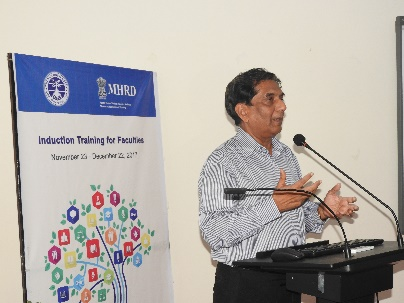 MHRD
Induction Training for Faculties
November 23 - December 22, 2017